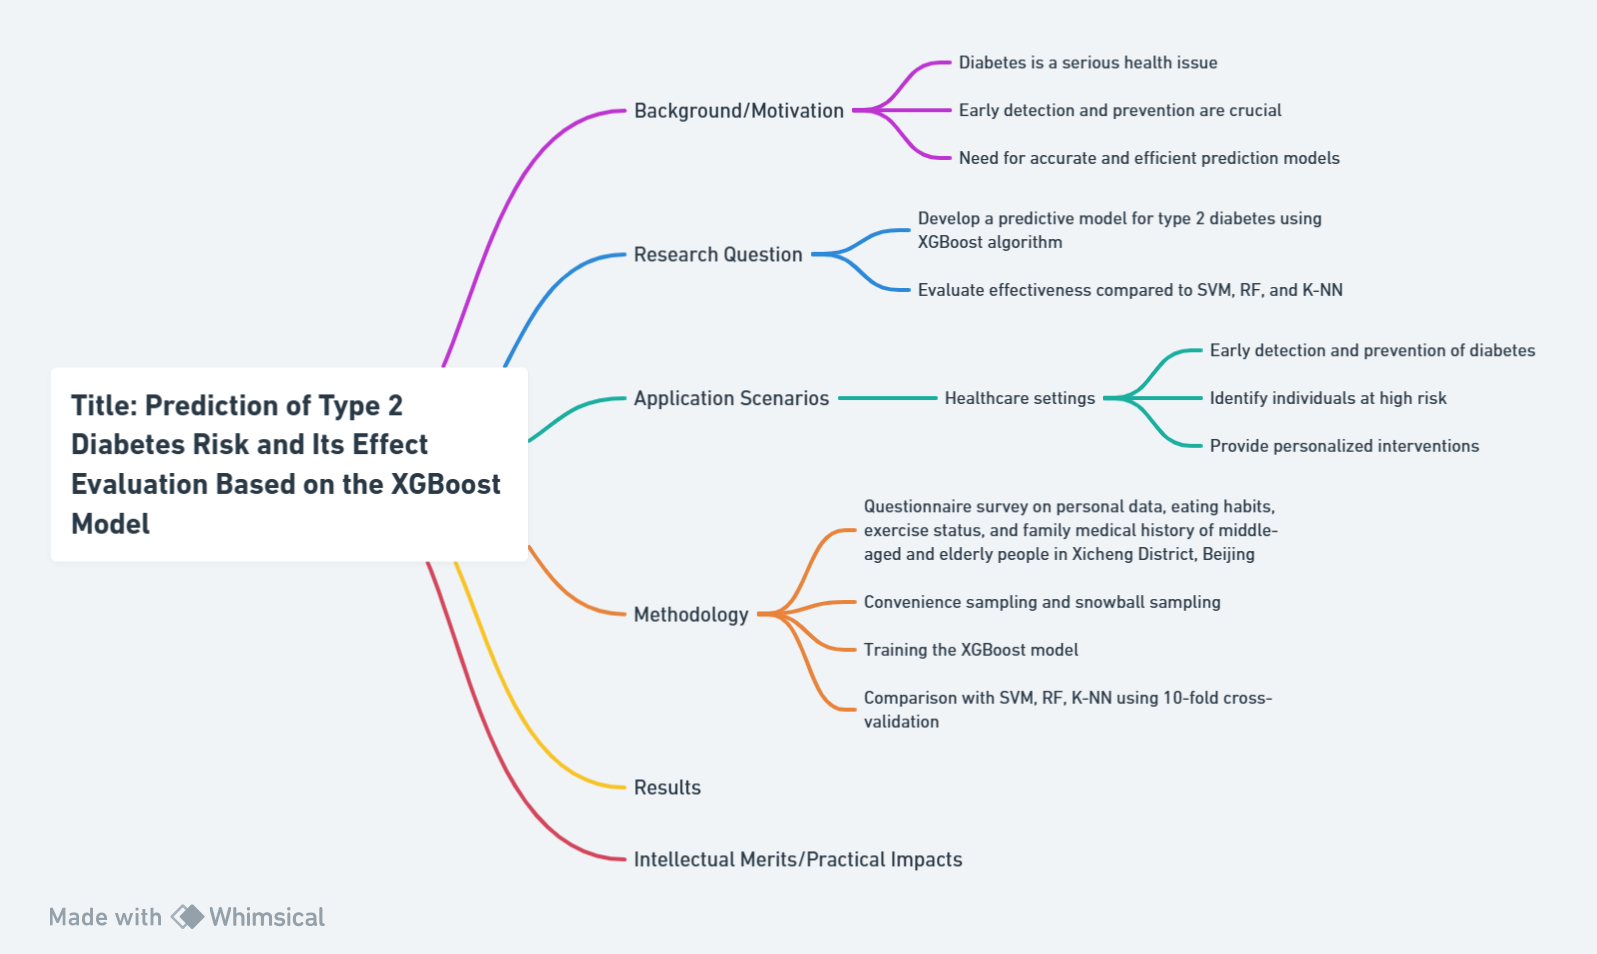 Diabetes is a serious health issue
Background/Motivation
Early detection and prevention are crucial
Need for accurate and efficient prediction models
Develop a predictive model for type 2 diabetes using
XGBoost algorithm
Research Question
Evaluate effectiveness compared to SVM, RF, and K-NN
Early detection and prevention of diabetes
Application Scenarios
Healthcare settings
Identify individuals at high risk
Provide personalized interventions
Title: Prediction of Type 2
Diabetes Risk and Its Effect
Evaluation Based on the XGBoost
Model
Questionnaire survey on personal data, eating habits,
exercise status, and family medical history of middle-
aged and elderly people in Xicheng District, Beijing
Convenience sampling and snowball sampling
Methodology
Training the XGBoost model
Comparison with SVM, RF, K-NN using 10-fold cross-
validation
Results
Intellectual Merits/Practical Impacts
Made with Whimsical